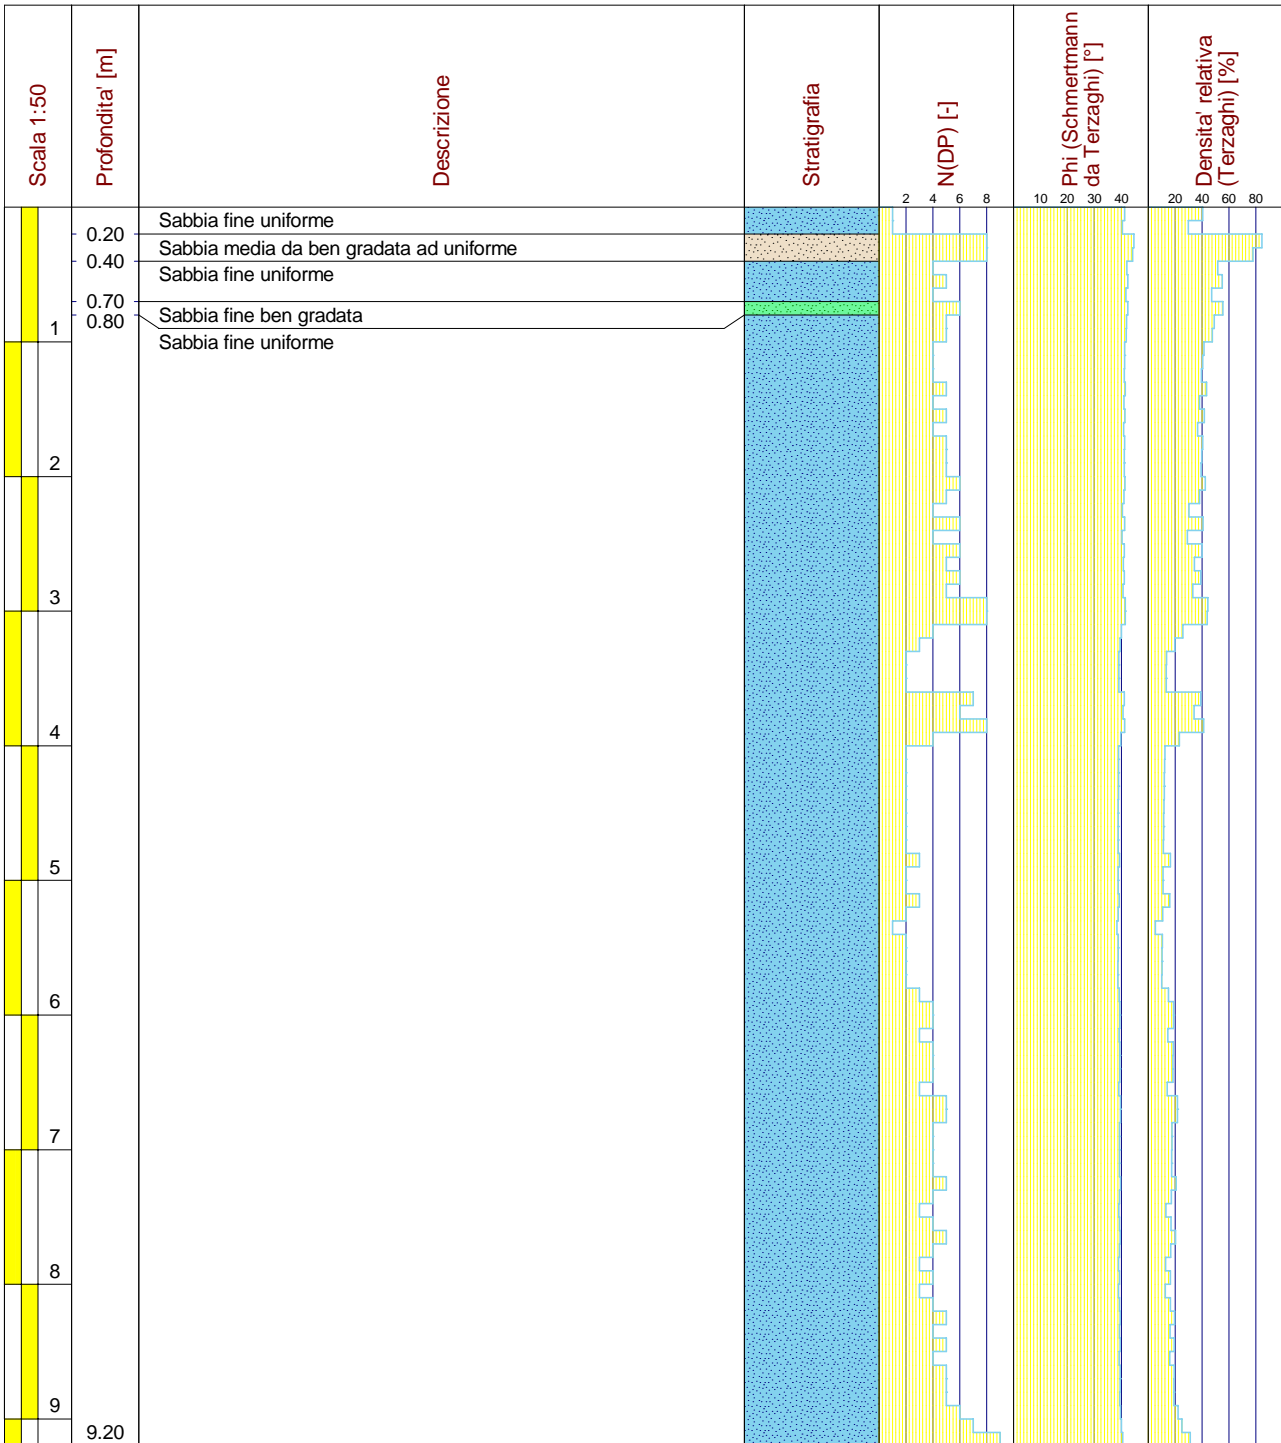 Scala 1:50
Profondita' [m]
Descrizione
Stratigrafia
N(DP) [-]
Phi (Schmertmann
da Terzaghi) [°]
Densita' relativa
(Terzaghi) [%]
2 4 6 8
10 20 30 40
20 40 60 80
Sabbia fine uniforme
0.20
Sabbia media da ben gradata ad uniforme
0.40
Sabbia fine uniforme
0.70
Sabbia fine ben gradata
0.80
1
Sabbia fine uniforme
2
3
4
5
6
7
8
9
9.20